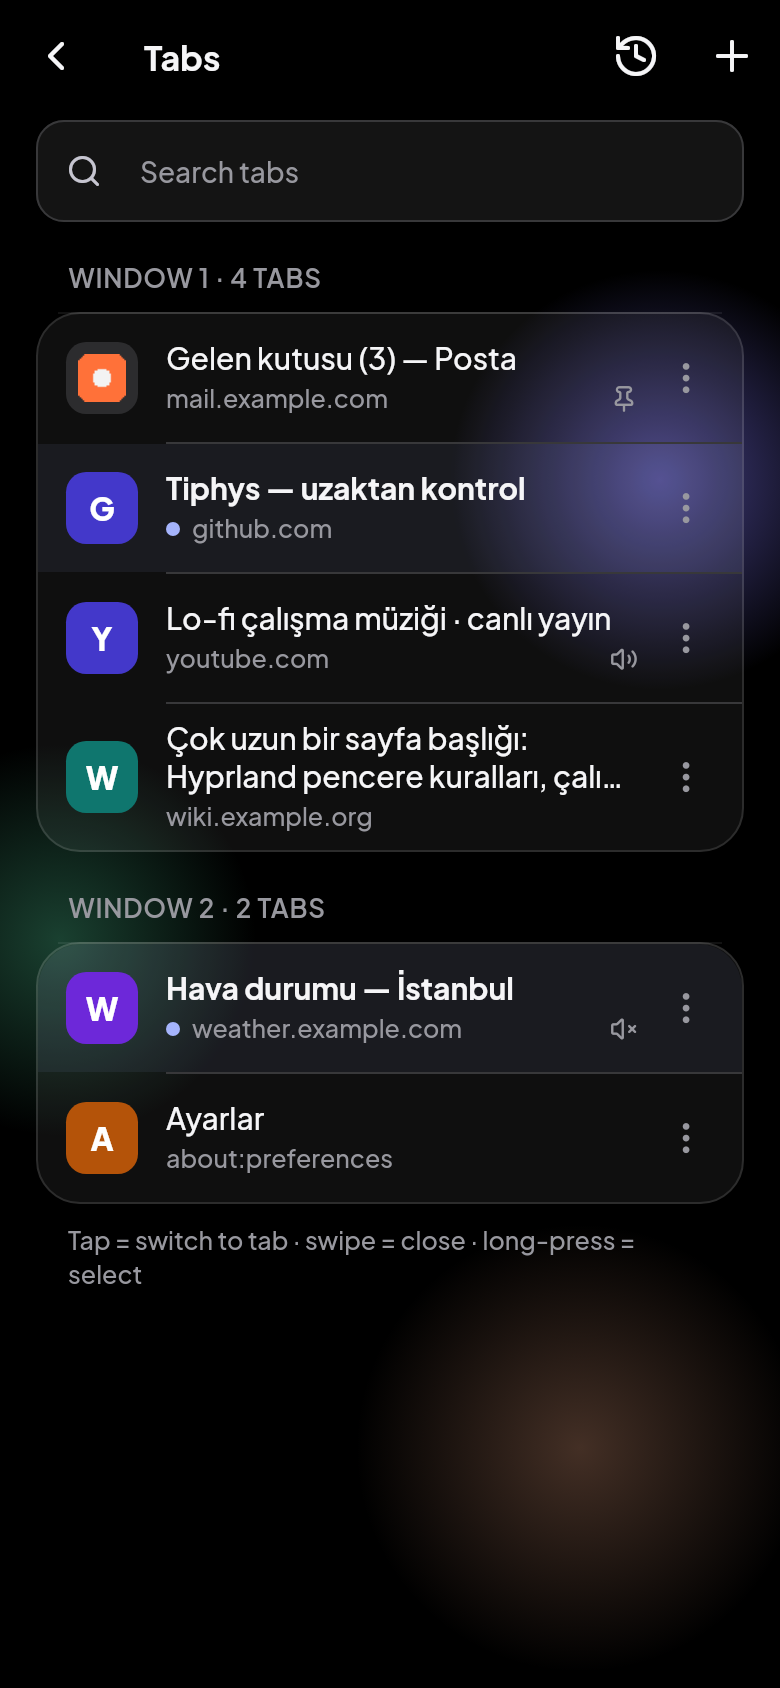 Tabs
Search tabs
WINDOW 1 · 4 TABS
Gelen kutusu (3) — Posta
mail.example.com
G
Tiphys — uzaktan kontrol
github.com
Y
Lo-fi çalışma müziği · canlı yayın
youtube.com
W
Çok uzun bir sayfa başlığı:
Hyprland pencere kuralları, çalı…
wiki.example.org
WINDOW 2 · 2 TABS
W
Hava durumu — İstanbul
weather.example.com
A
Ayarlar
about:preferences
Tap = switch to tab · swipe = close · long-press =
select